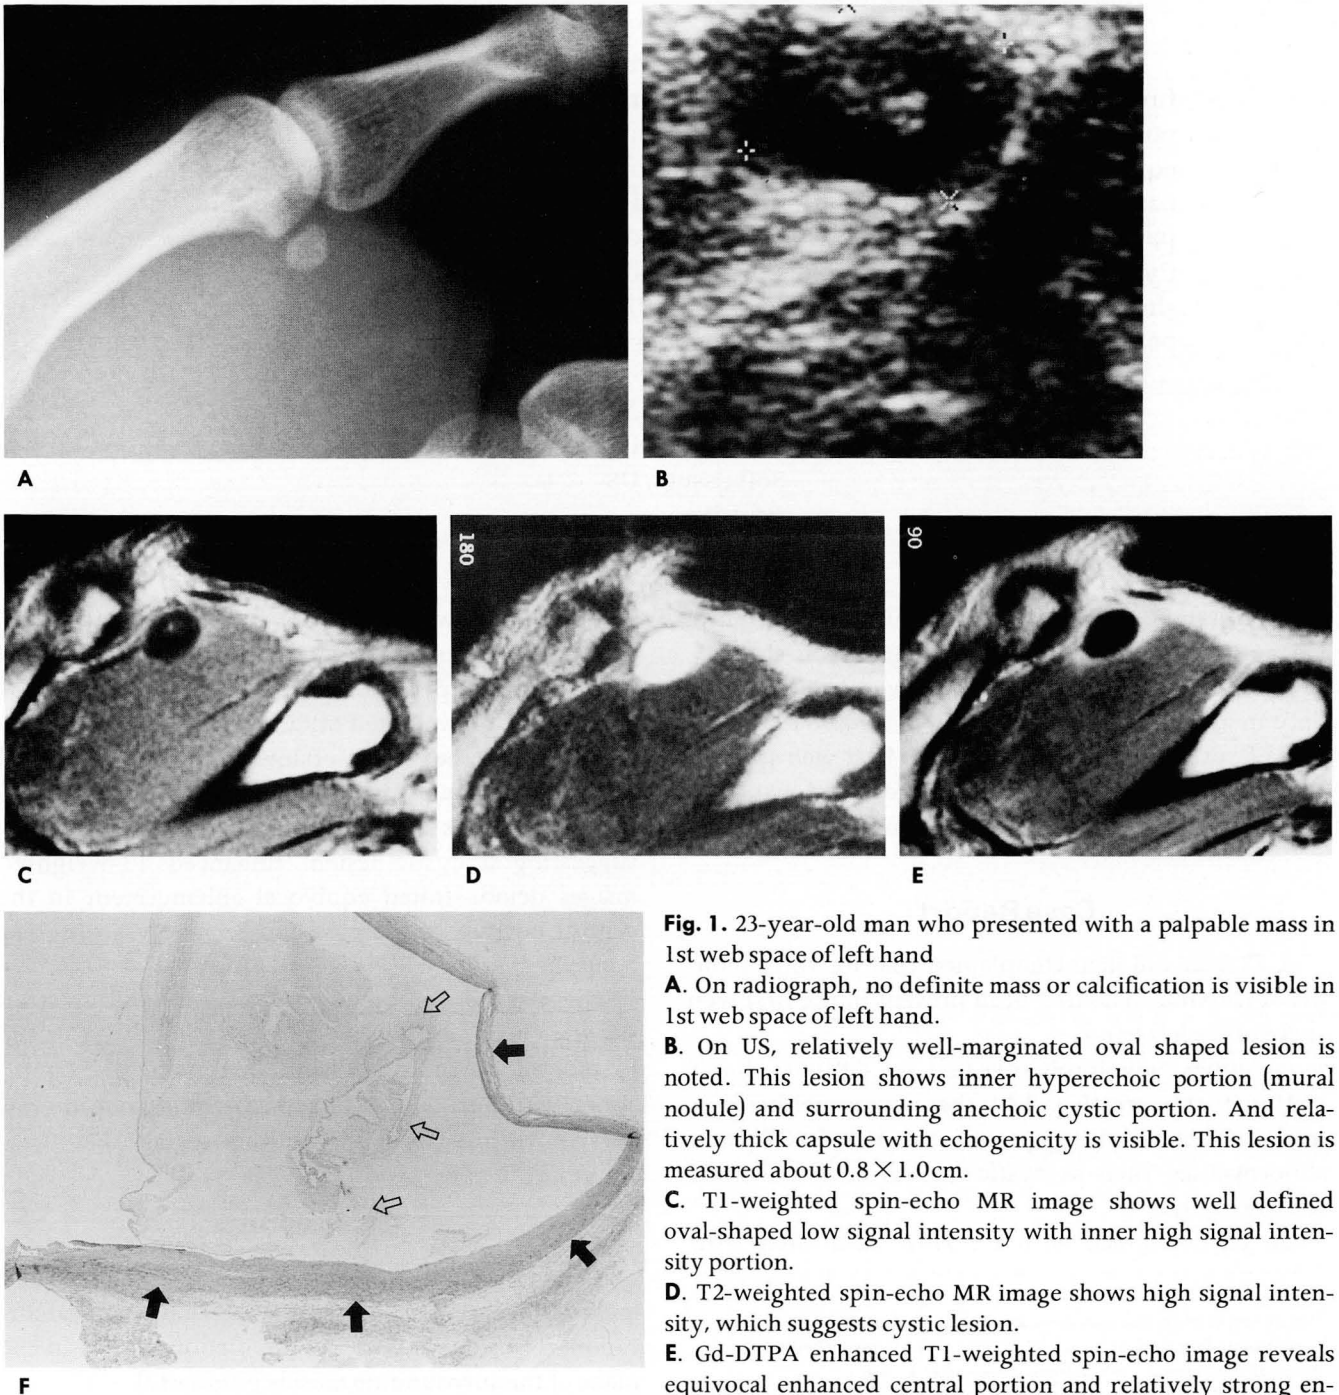 A
B
180
90
C
D
E
F
Fig. 1. 23-year-old man who presented with a palpable mass in
1st web space of left hand
A. On radiograph, no definite mass or calcification is visible in
1st web space of left hand.
B. On US, relatively well-marginated oval shaped lesion is
noted. This lesion shows inner hyperechoic portion (mural
nodule) and surrounding anechoic cystic portion. And rela-
tively thick capsule with echogenicity is visible. This lesion is
measured about 0.8×1.0cm.
C. T1-weighted spin-echo MR image shows well defined
oval-shaped low signal intensity with inner high signal inten-
sity portion.
D. T2-weighted spin-echo MR image shows high signal inten-
sity, which suggests cystic lesion.
E. Gd-DTPA enhanced T1-weighted spin-echo image reveals
equivocal enhanced central portion and relatively strong en-